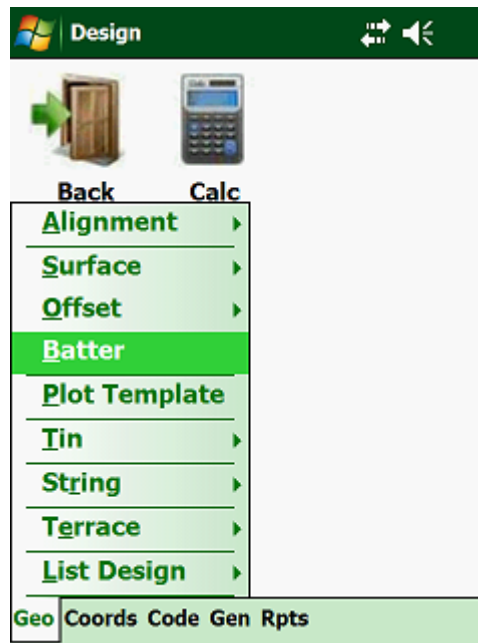 Design
Back Calc
Alignment
Surface
Offset
Batter
Plot Template
Tin
String
Terrace
List Design
Geo Coords Code Gen Rpts